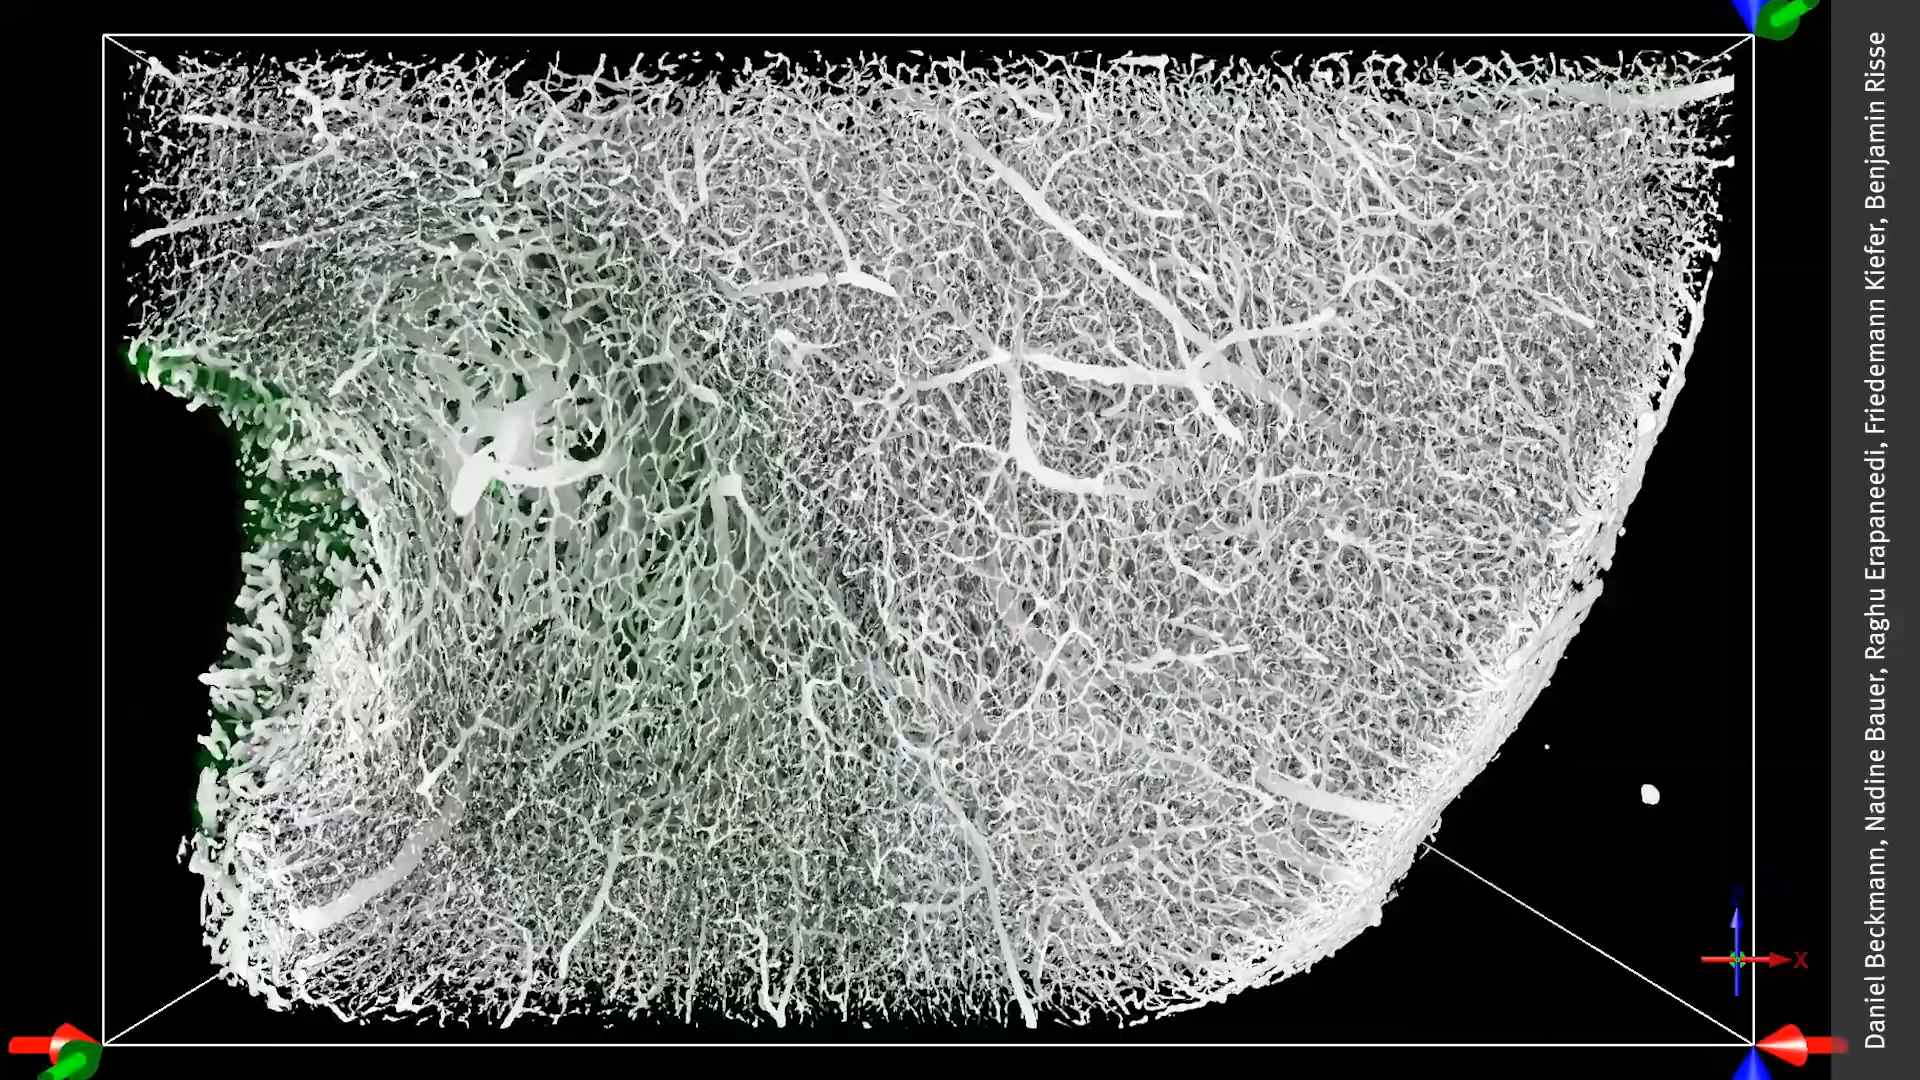 Daniel Beckmann, Nadine Bauer, Raghu Erapaneedi, Friedemann Kiefer, Benjamin Risse
Z
X